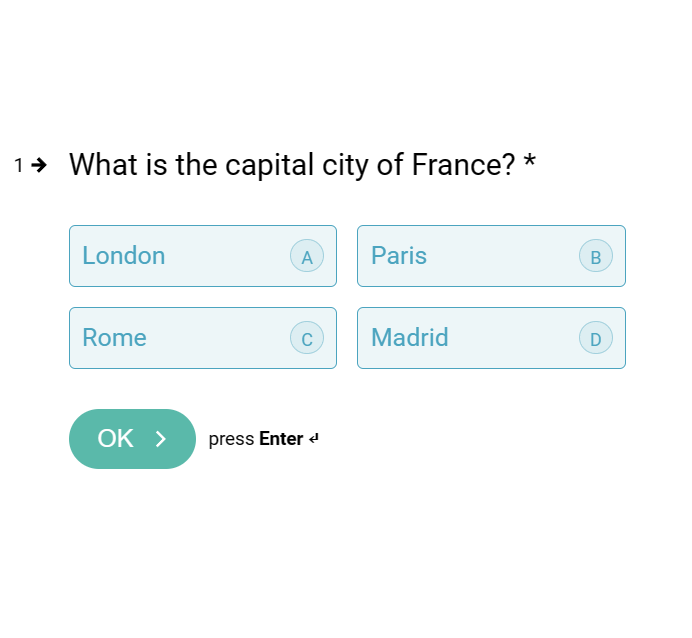 1 → What is the capital city of France? *
London A
Paris B
Rome C
Madrid D
OK
press Enter ↵